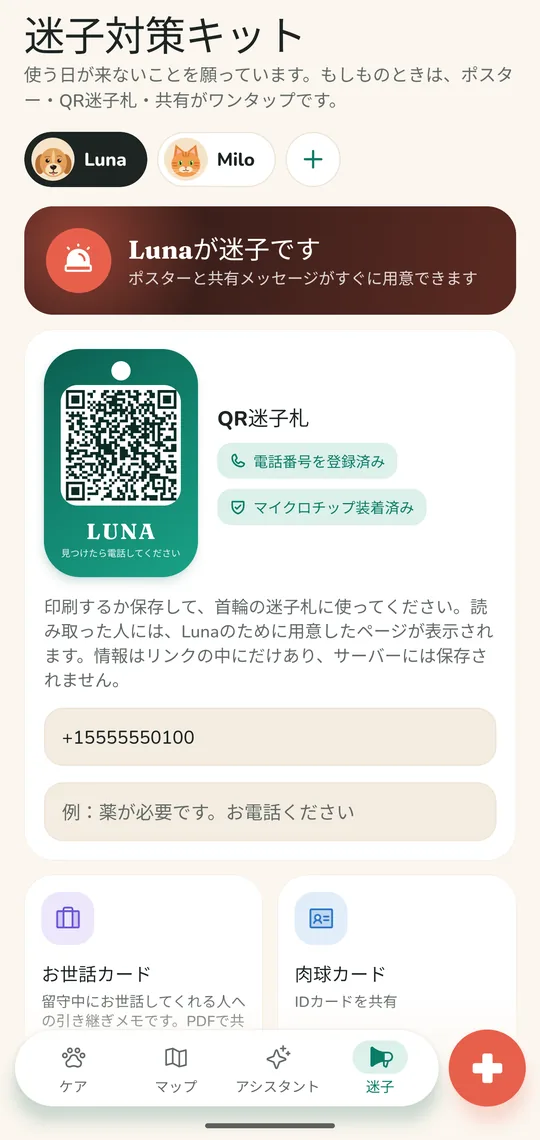 迷子対策キット
使う日が来ないことを願っています。もしものときは、ポスタ
ー・QR迷子札・共有がワンタップです。
Luna
Milo
Lunaが迷子です
ポスターと共有メッセージがすぐに用意できます
QR迷子札
電話番号を登録済み
マイクロチップ装着済み
LUNA
見つけたら電話してください
印刷するか保存して、首輪の迷子札に使ってください。読
み取った人には、Lunaのために用意したページが表示され
ます。情報はリンクの中にだけあり、サーバーには保存さ
れません。
+15555550100
例：薬が必要です。お電話ください
お世話カード
留守中にお世話してくれる人へ
の引き継ぎメモです。PDFで共
肉球カード
IDカードを共有
ケア
マップ
アシスタント
迷子